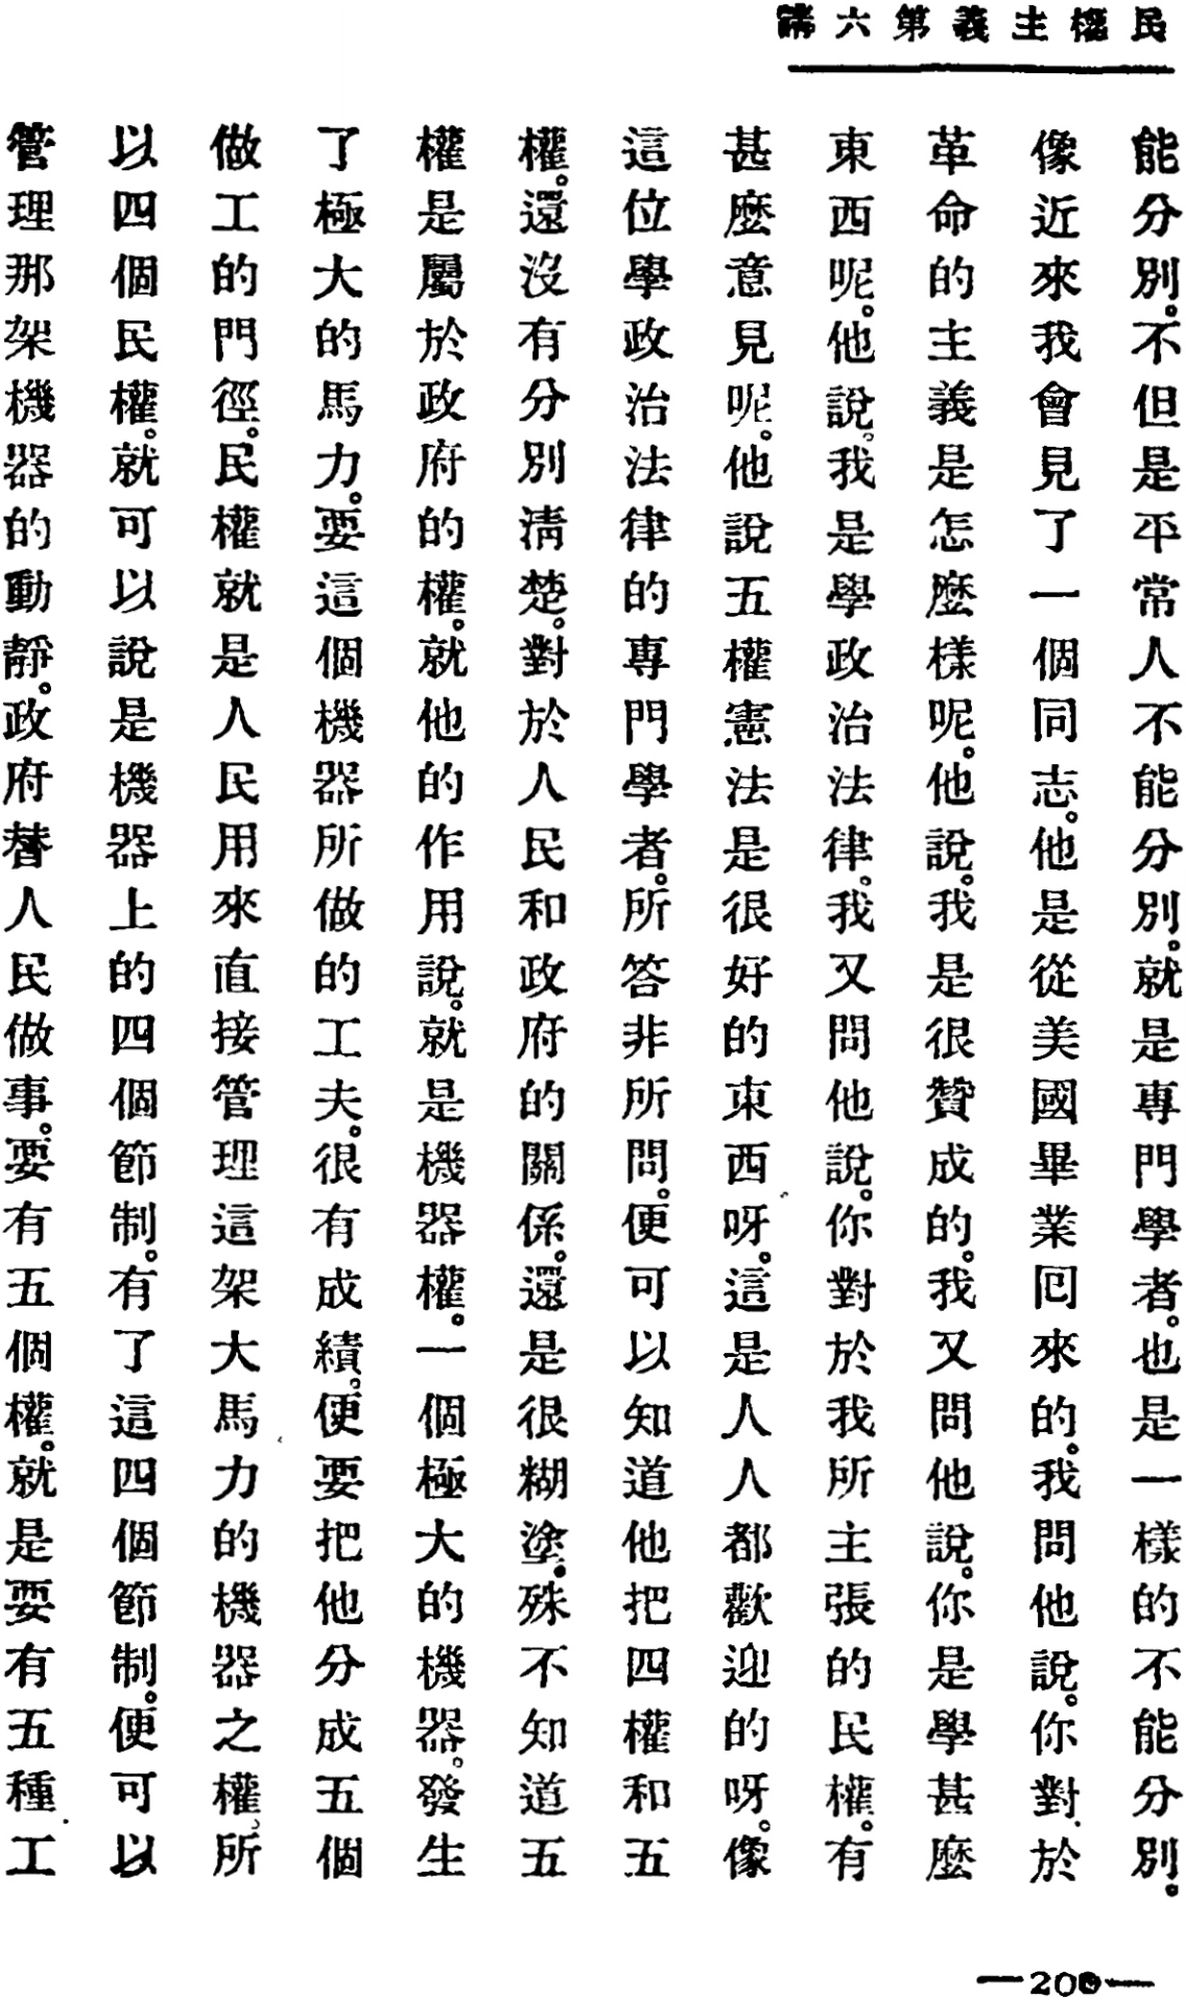 民權主義第六講
能分別。不但是平常人不能分別。就是專門學者。也是一樣的不能分別。
像近來我會見了一個同志。他是從美國畢業回來的。我問他說。你對於
革命的主義是怎麼樣呢。他說。我是很贊成的。我又問他說。你是學甚麼
東西呢。他說。我是學政治法律。我又問他說。你對於我所主張的民權。有
甚麼意見呢。他說五權憲法是很好的東西呀。這是人人都歡迎的呀。像
這位學政治法律的專門學者。所答非所問。便可以知道他把四權和五
權。還沒有分別清楚。對於人民和政府的關係。還是很糊塗。殊不知道五
權是屬於政府的權。就他的作用說。就是機器權。一個極大的機器。發生
了極大的馬力。要這個機器所做的工夫。很有成績。便要把他分成五個
做工的門徑。民權就是人民用來直接管理這架大馬力的機器之權。所
以四個民權。就可以說是機器上的四個節制。有了這四個節制。便可以
管理那架機器的動靜。政府替人民做事。要有五個權。就是要有五種工
—200—